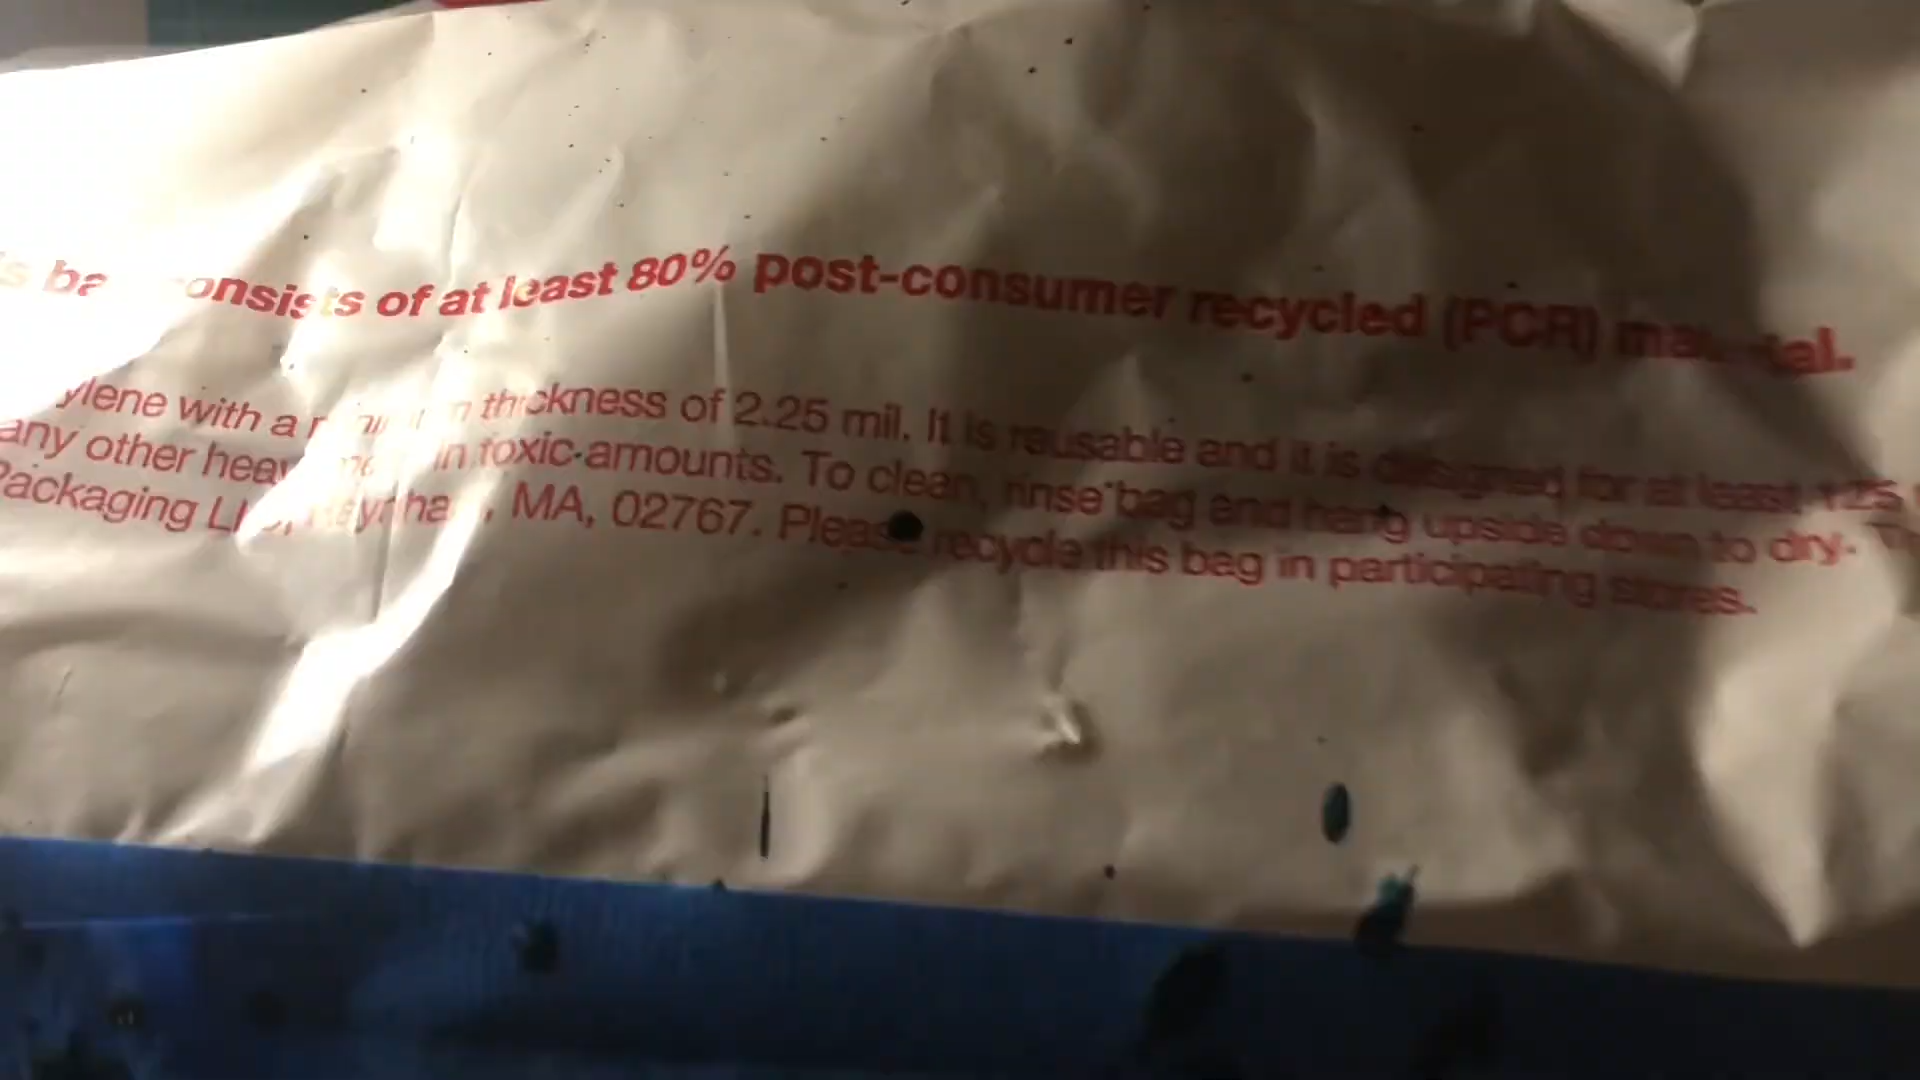 consists of at least 80% post-consumer recycled (PCR) material.
with a thickness of 2.25 mil. It is reusable and it is designed for at least 125
any other in toxic amounts. To clean, rinse bag and hang upside down to dry.
Packaging MA, 02767. Please recycle this bag in participating stores.